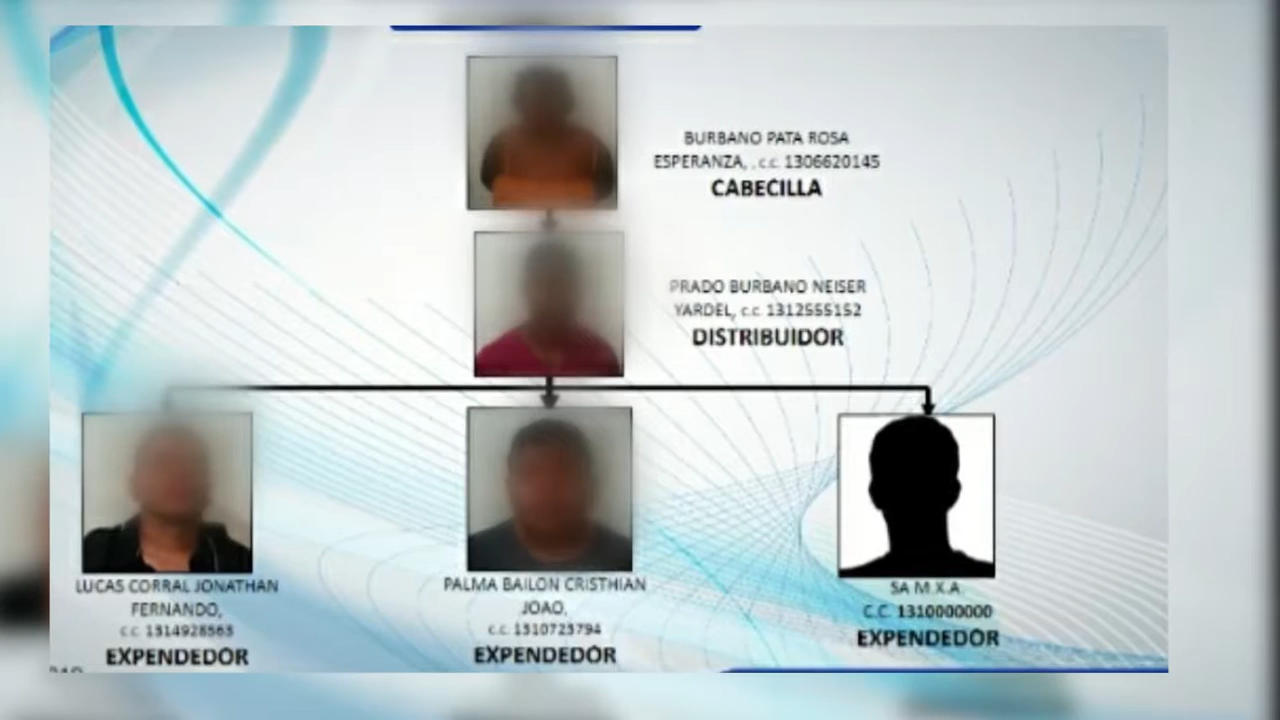 BURBANO PATA ROSA
ESPERANZA, . c.c. 1306620145
CABECILLA
PRADO BURBANO NEISER
YARDEL, c.c. 1312555152
DISTRIBUIDOR
LUCAS CORRAL JONATHAN
FERNANDO,
c.c. 1314928563
EXPENDEDOR
PALMA BAILON CRISTHIAN
JOAO,
c.c. 1310723794
EXPENDEDOR
SA M.X.A
C.C. 1310000000
EXPENDEDOR